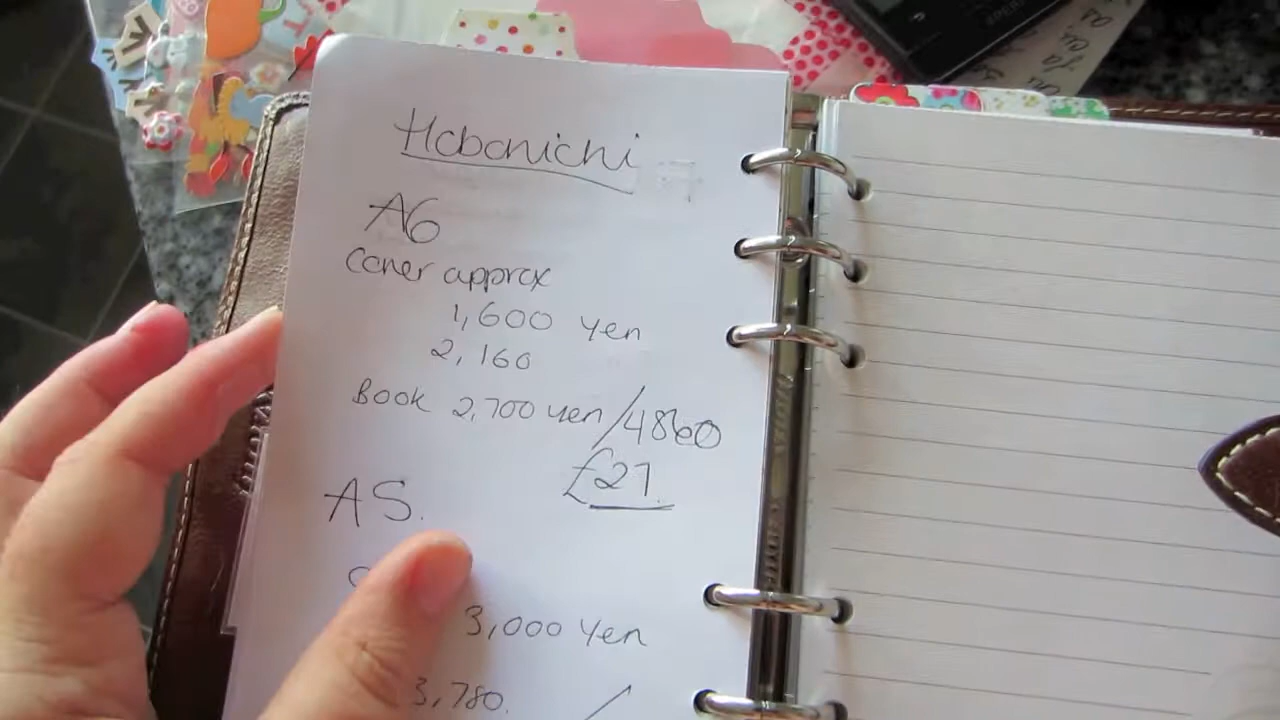 Hobonichi
A6
Cover approx
1,600 yen
2,160
Book 2,700 yen/4860
£27.
A5.
3,000 yen
3,780.